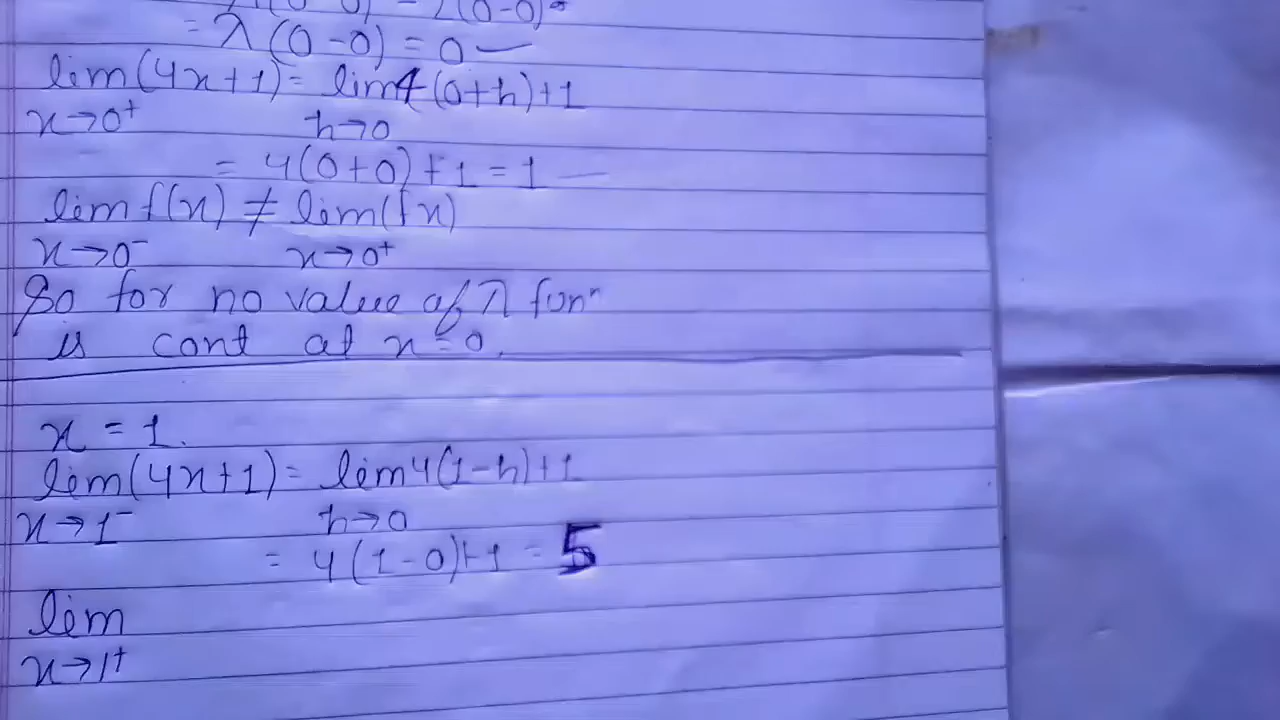 = λ(0-0) = 0
lim(4x+1) = lim 4(0+h)+1
x→0⁺ h→0
= 4(0+0)+1 = 1
lim f(x) ≠ lim(fx)
x→0⁻ x→0⁺
So for no value of λ funⁿ
is cont at x=0.
x = 1.
lim(4x+1) = lim 4(1-h)+1
x→1⁻ h→0
= 4(1-0)+1 = 5
lim
x→1⁺